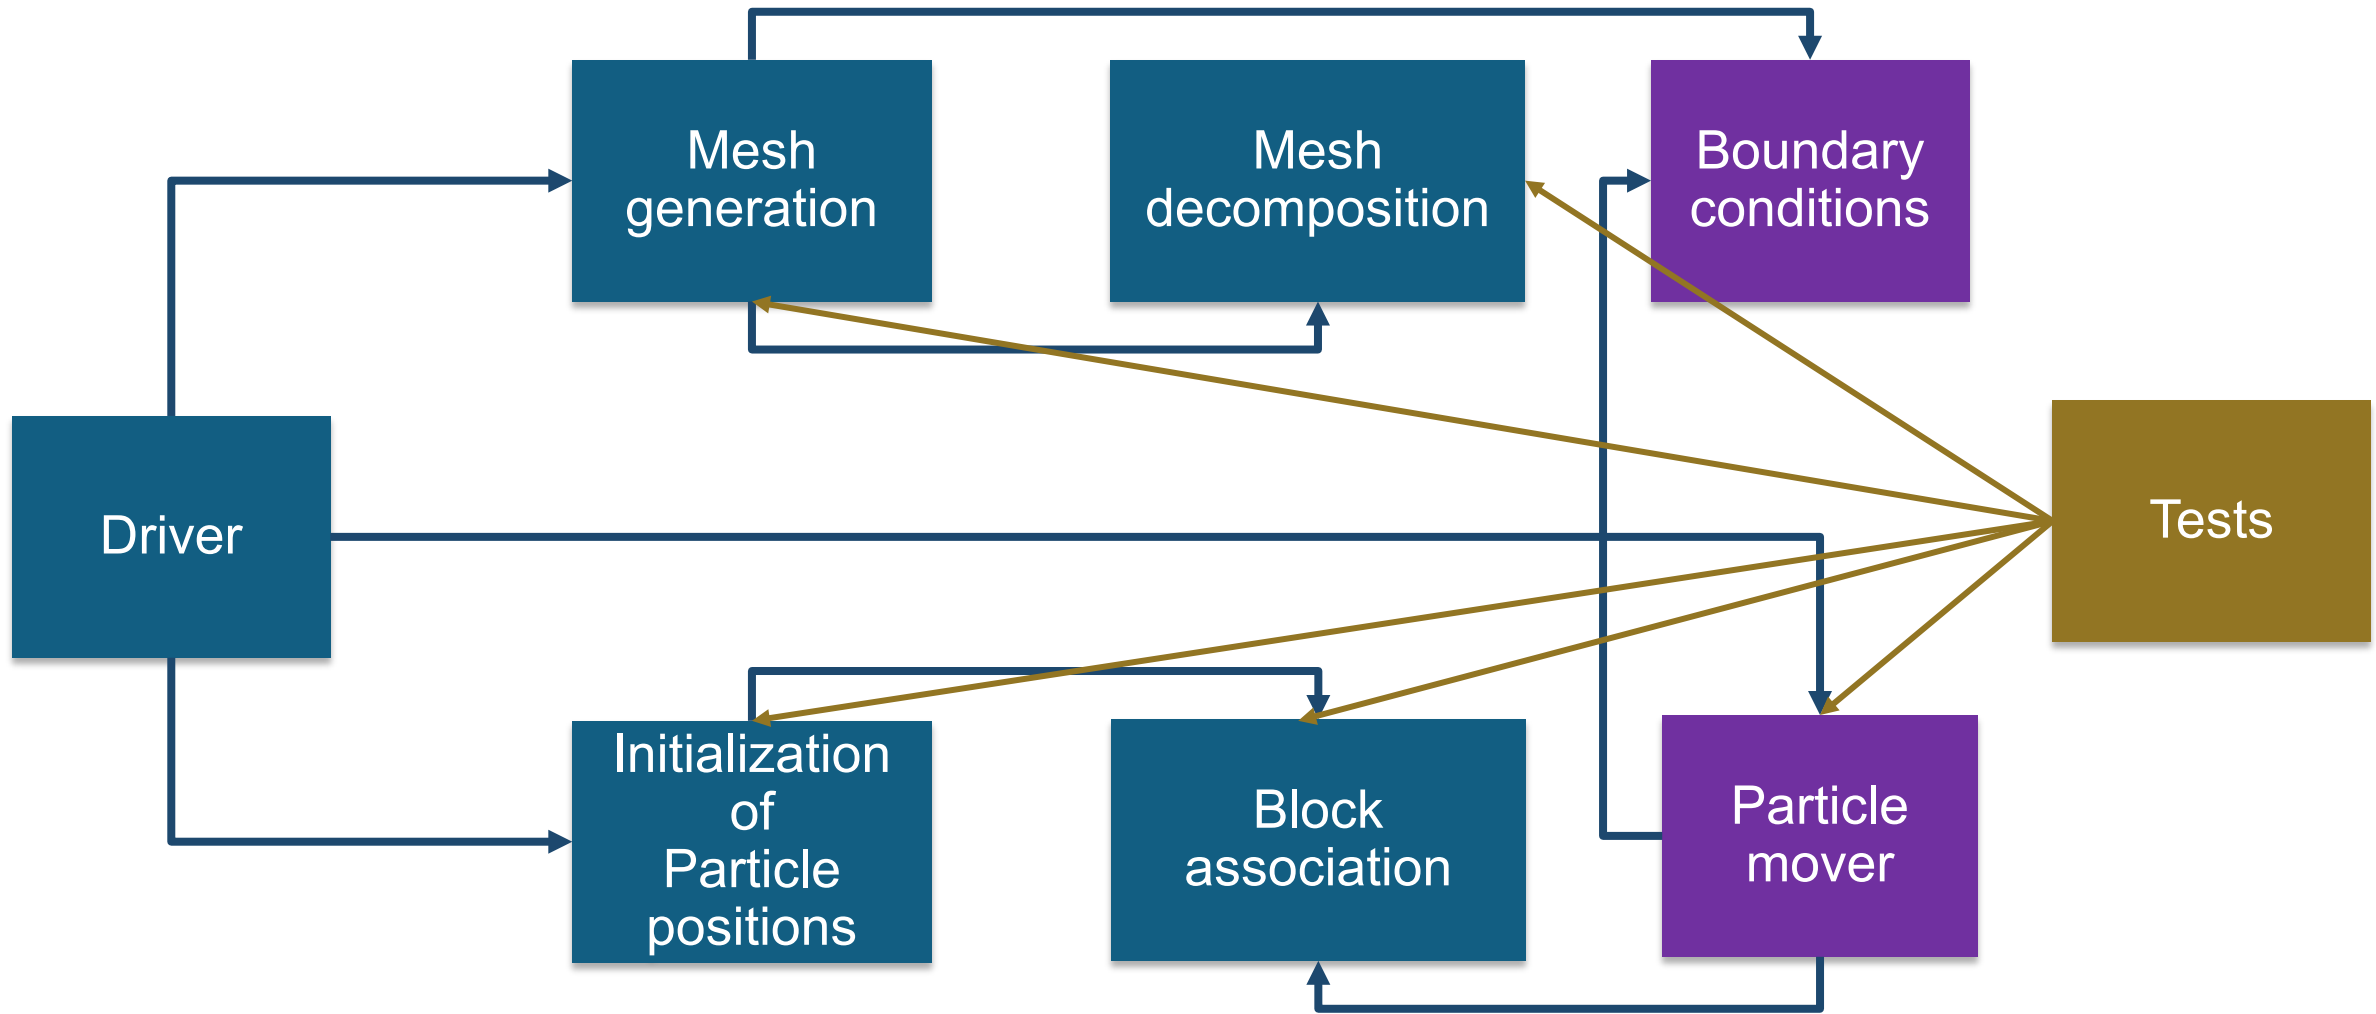 Mesh
generation
Mesh
decomposition
Boundary
conditions
Driver
Tests
Initialization
of
Particle
positions
Block
association
Particle
mover